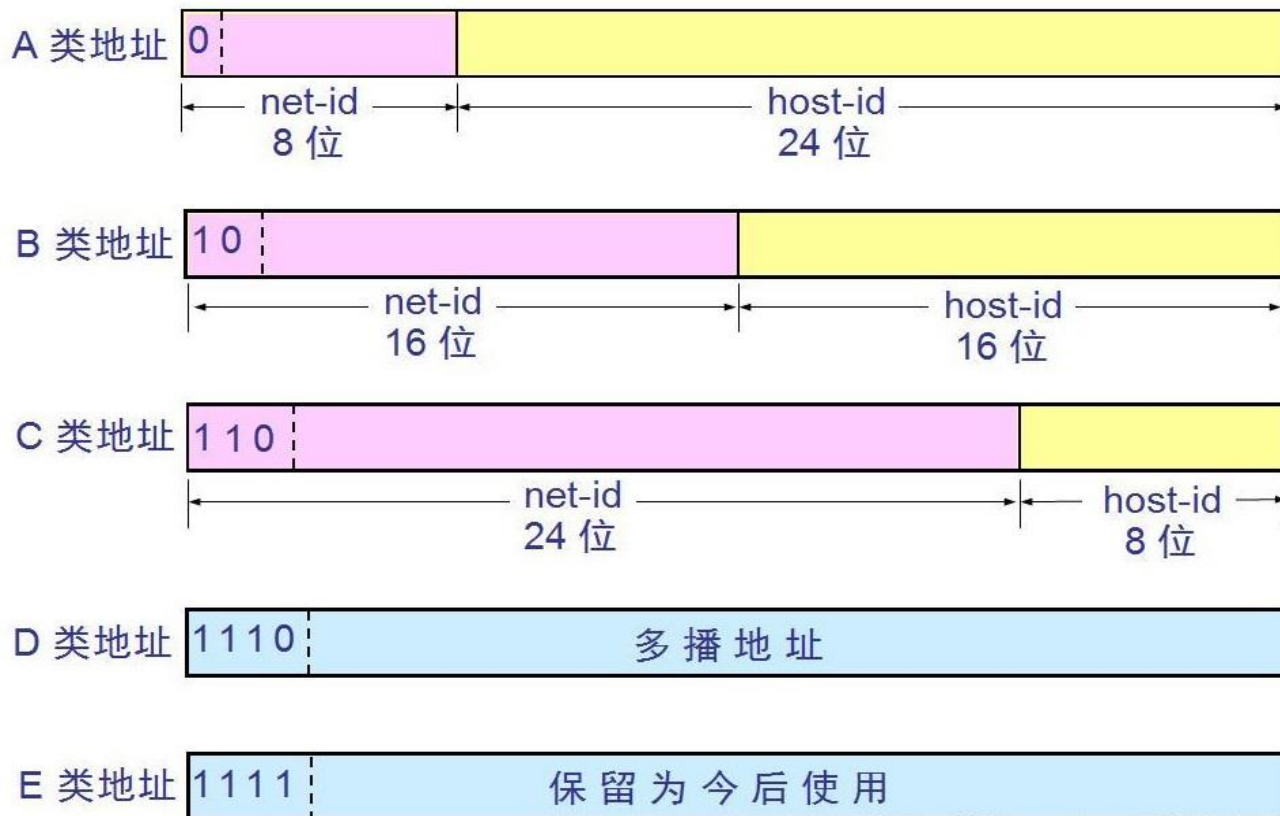 A 类地址 0
net-id host-id
8 位 24 位
B 类地址 1 0
net-id host-id
16 位 16 位
C 类地址 1 1 0
net-id host-id
24 位 8 位
D 类地址 1 1 1 0 多播地址
E 类地址 1 1 1 1 保留为今后使用